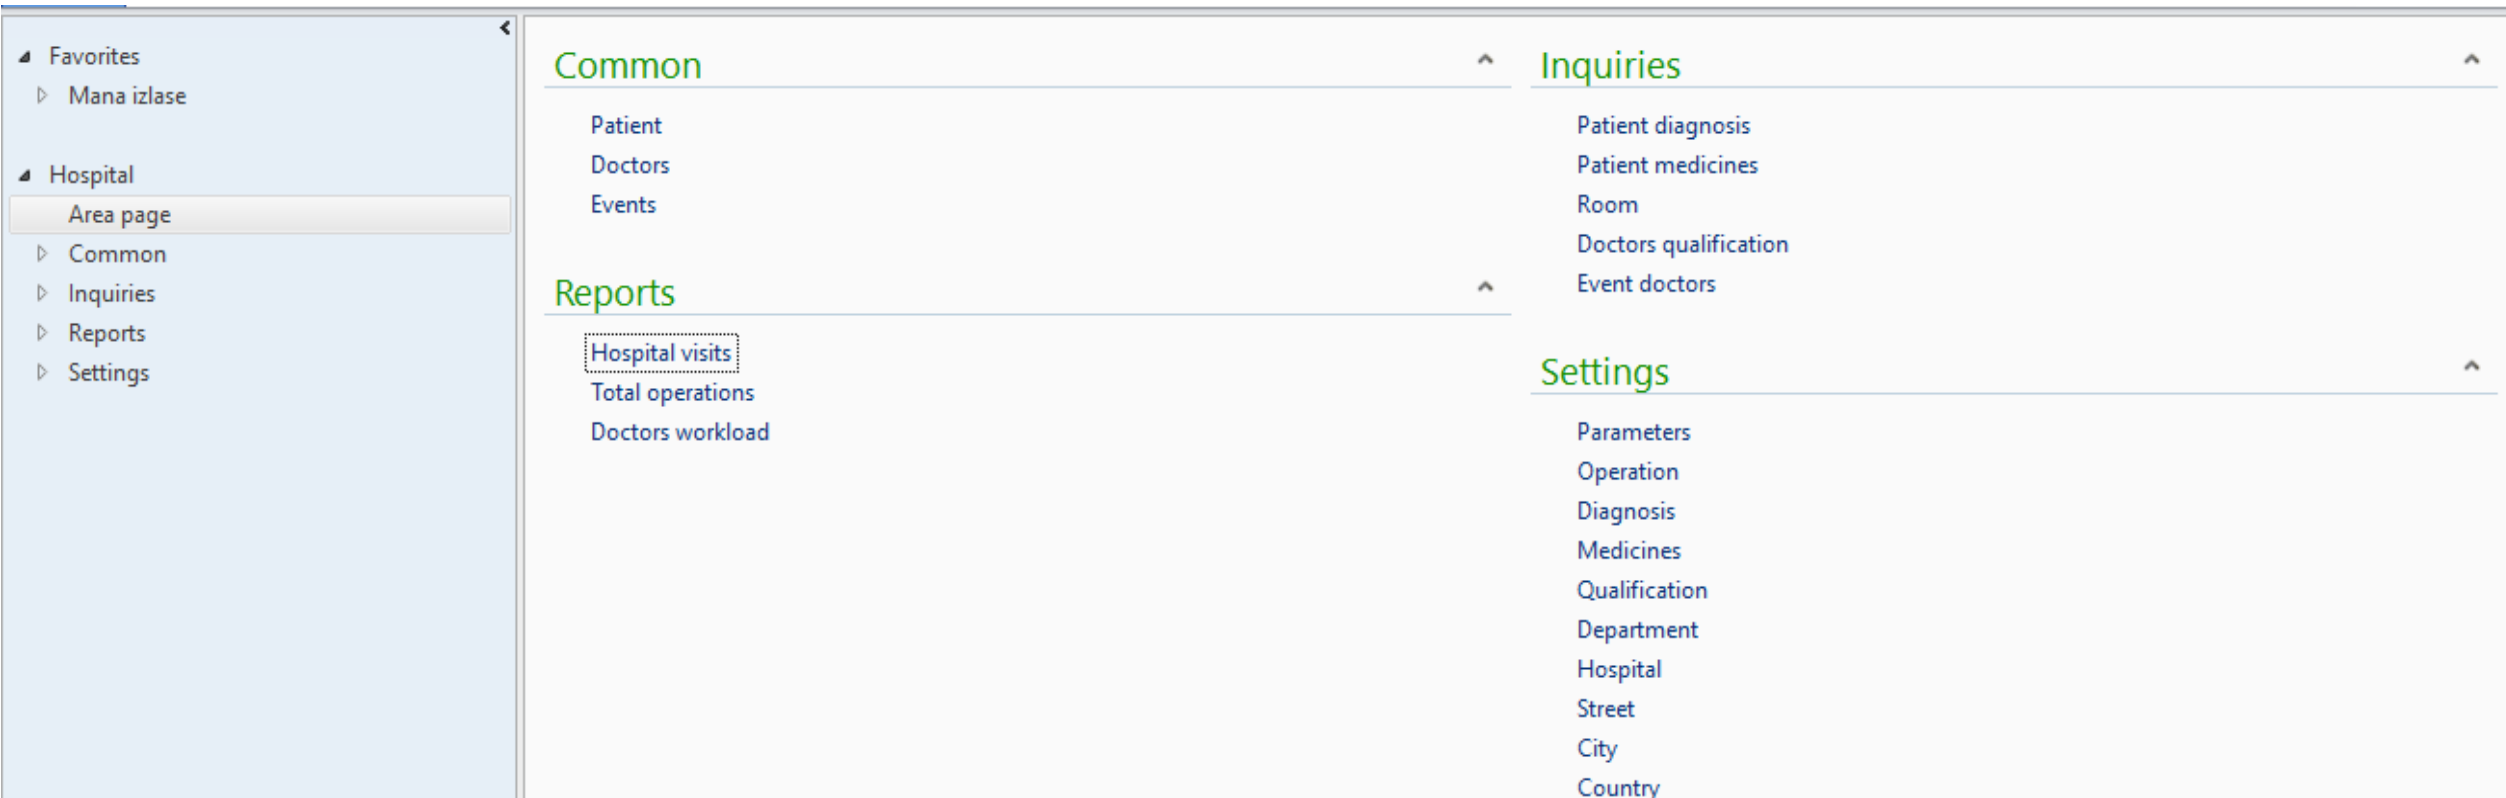 Favorites
Mana izlase
Hospital
Area page
Common
Inquiries
Reports
Settings
Common
Patient
Doctors
Events
Reports
Hospital visits
Total operations
Doctors workload
Inquiries
Patient diagnosis
Patient medicines
Room
Doctors qualification
Event doctors
Settings
Parameters
Operation
Diagnosis
Medicines
Qualification
Department
Hospital
Street
City
Country